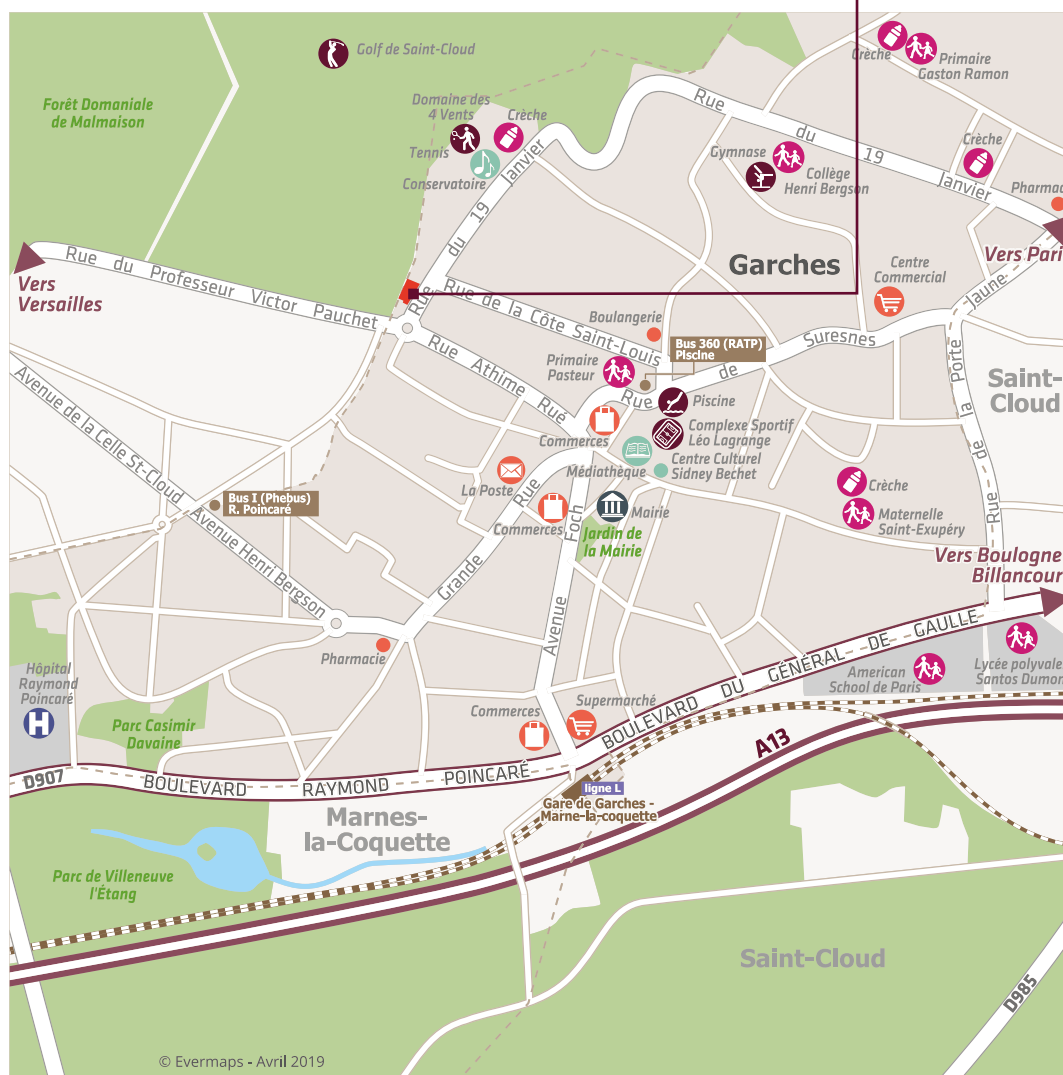 Golf de Saint-Cloud
Crèche
Primaire
Gaston Ramon
Forêt Domaniale
de Malmaison
Domaine des
4 Vents
Crèche
Tennis
Conservatoire
Rue du 19 Janvier
Rue du 19 Janvier
Gymnase
Collège
Henri Bergson
Crèche
Pharmac
Vers Pari
Vers
Versailles
Rue du Professeur Victor Pauchet
Garches
Centre
Commercial
Rue de la Côte Saint-Louis
Boulangerie
Bus 360 (RATP)
Piscine
Rue de Suresnes
Rue de la Porte Jaune
Saint-
Cloud
Rue Athime Rué
Primaire
Pasteur
Piscine
Avenue de la Celle St-Cloud
Commerces
Complexe Sportif
Léo Lagrange
Médiathèque
Centre Culturel
Sidney Bechet
La Poste
Grande Rue
Crèche
Bus I (Phebus)
R. Poincaré
Commerces
Mairie
Maternelle
Saint-Exupéry
Jardin de
la Mairie
Avenue Henri Bergson
Avenue Foch
Vers Boulogne
Billancour
Pharmacie
Hôpital
Raymond
Poincaré
H
American
School de Paris
Lycée polyvale
Santos Dumon
BOULEVARD DU GÉNÉRAL DE GAULLE
Parc Casimir
Davaine
Commerces
Supermarché
A13
D907
BOULEVARD RAYMOND POINCARÉ
ligne L
Gare de Garches -
Marne-la-coquette
Marnes-
la-Coquette
Parc de Villeneuve
l'Étang
Saint-Cloud
D985
© Evermaps - Avril 2019